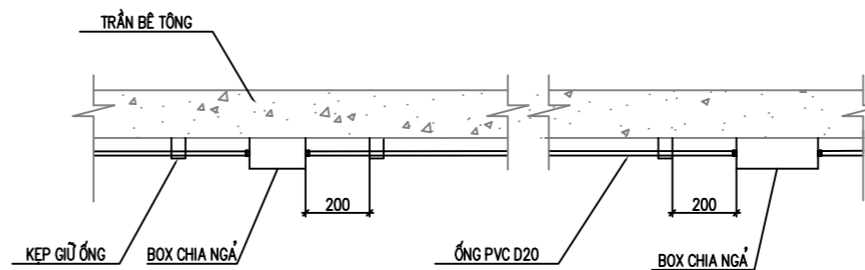 TRẦN BÊ TÔNG
200
200
KẸP GIỮ ỐNG
BOX CHIA NGẢ
ỐNG PVC D20
BOX CHIA NGẢ